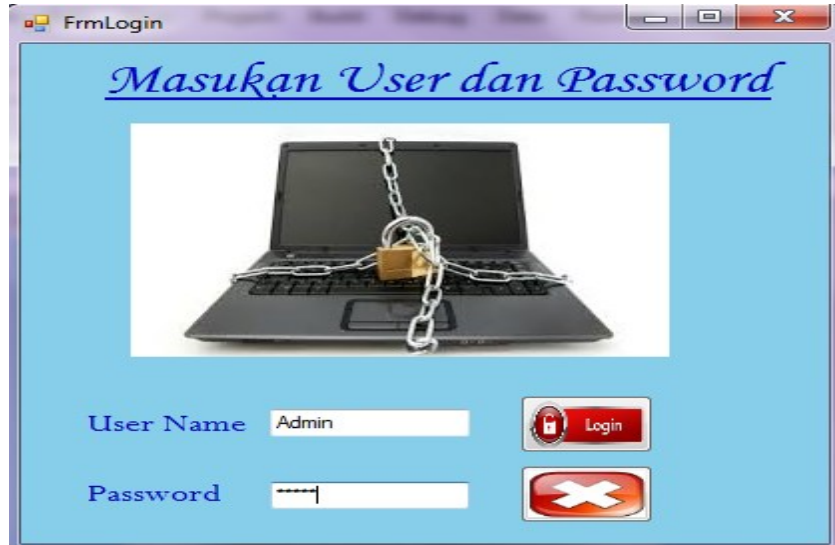 FrmLogin
Masukan User dan Password
User Name Admin
Login
Password *****